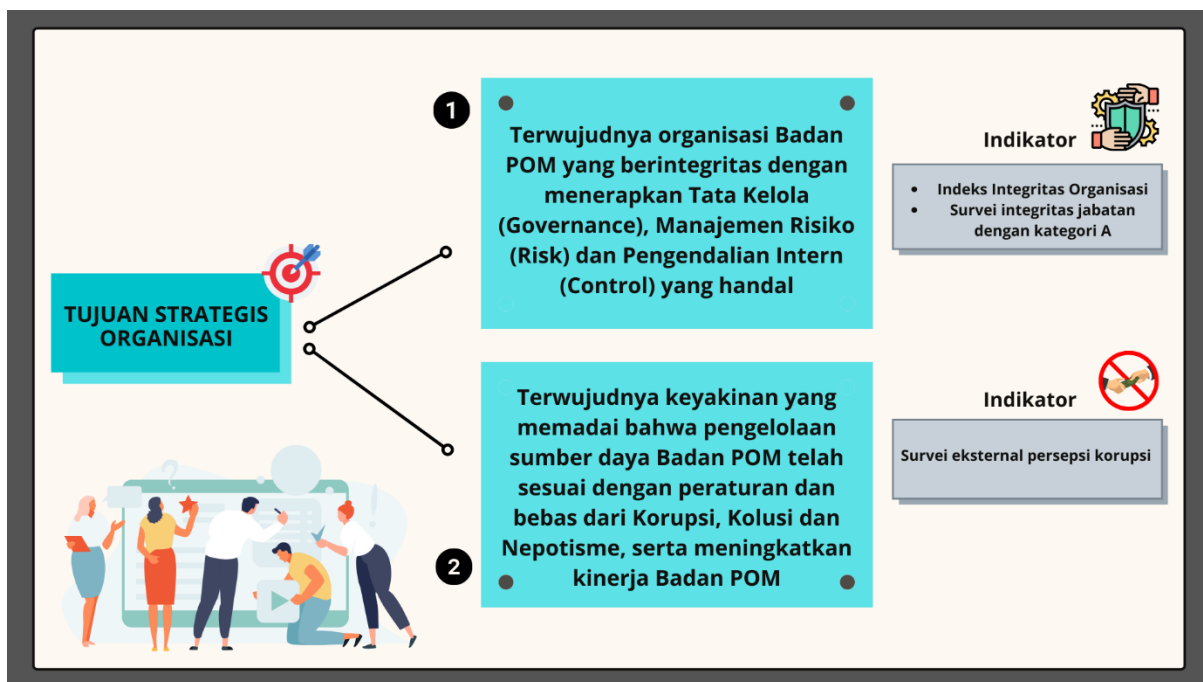 TUJUAN STRATEGIS
ORGANISASI
1
Terwujudnya organisasi Badan
POM yang berintegritas dengan
menerapkan Tata Kelola
(Governance), Manajemen Risiko
(Risk) dan Pengendalian Intern
(Control) yang handal
Indikator
• Indeks Integritas Organisasi
• Survei integritas jabatan
dengan kategori A
2
Terwujudnya keyakinan yang
memadai bahwa pengelolaan
sumber daya Badan POM telah
sesuai dengan peraturan dan
bebas dari Korupsi, Kolusi dan
Nepotisme, serta meningkatkan
kinerja Badan POM
Indikator
Survei eksternal persepsi korupsi